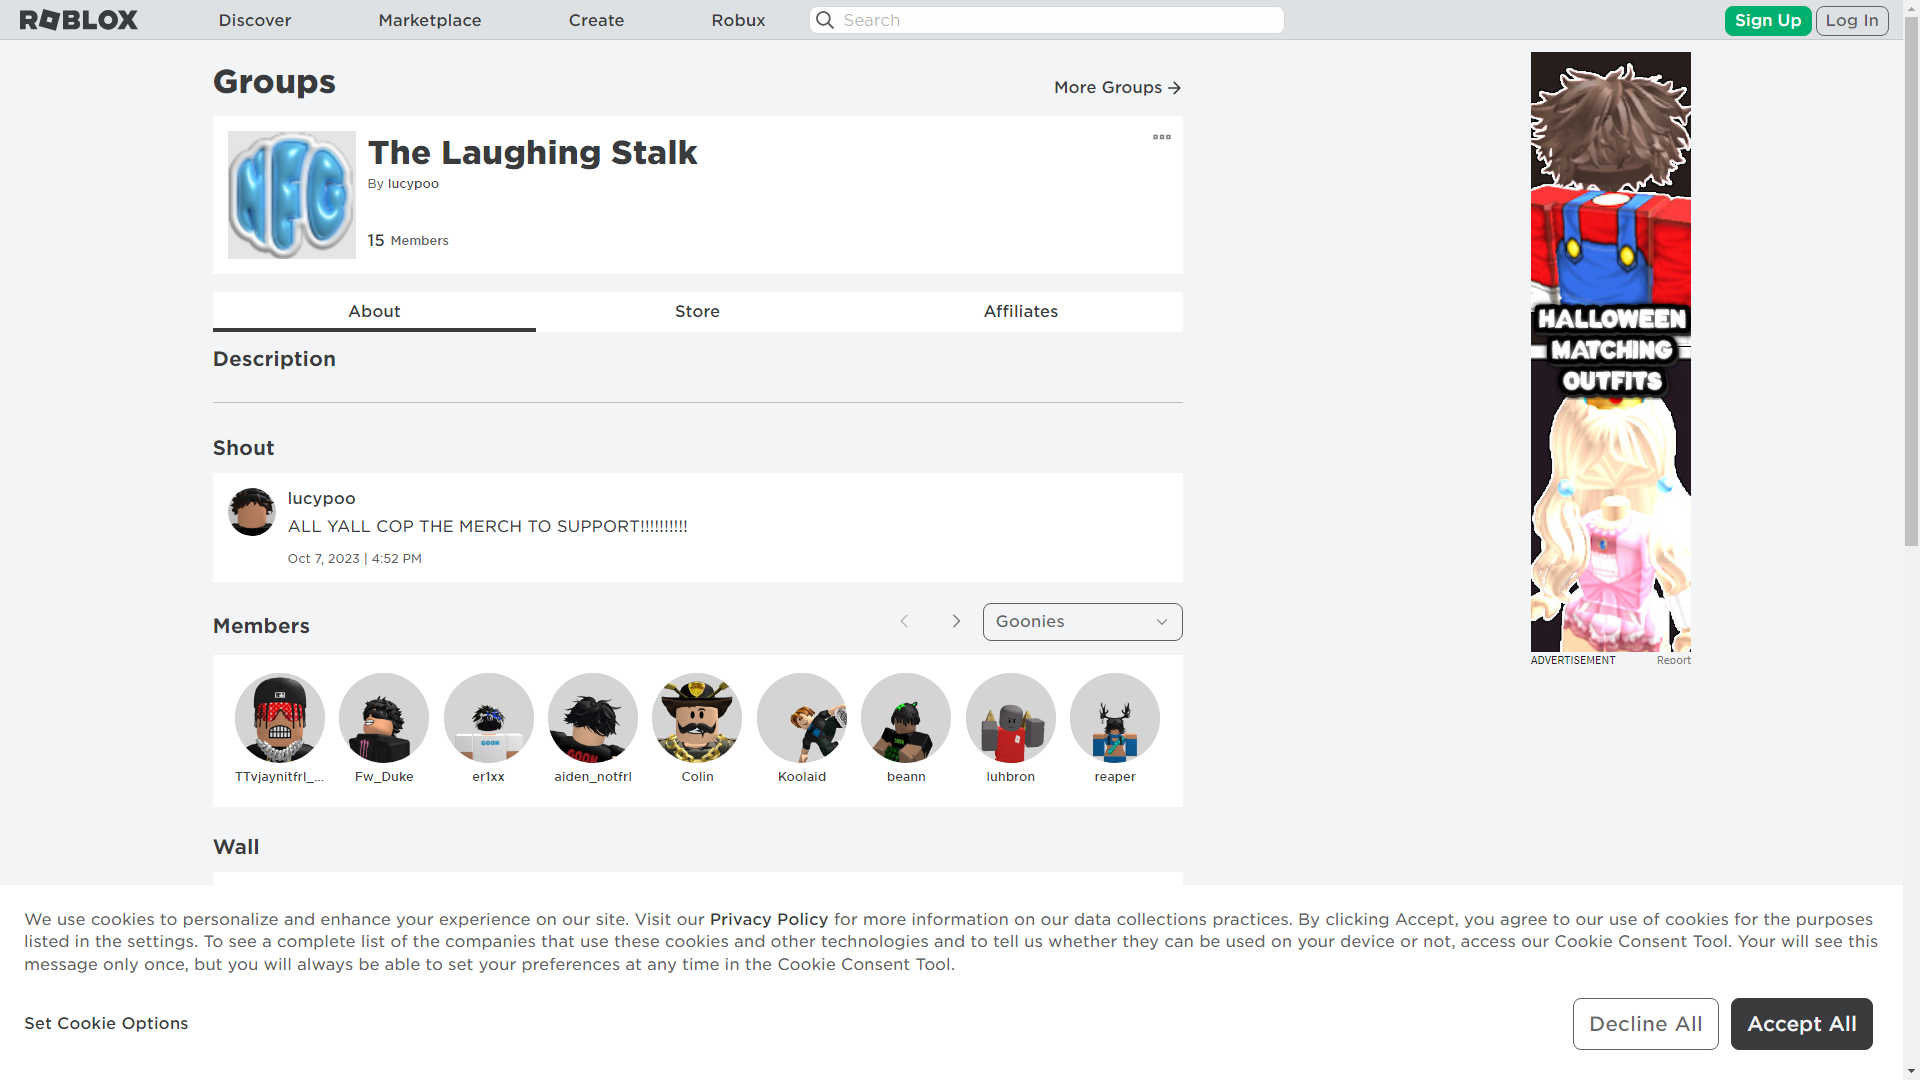 ROBLOX
Discover
Marketplace
Create
Robux
Search
Sign Up
Log In
Groups
More Groups
NFG
The Laughing Stalk
By lucypoo
15 Members
About
Store
Affiliates
Description
Shout
lucypoo
ALL YALL COP THE MERCH TO SUPPORT!!!!!!!!!!
Oct 7, 2023 | 4:52 PM
Members
Goonies
GOON
GOON
TTvjaynitfrl_...
Fw_Duke
er1xx
aiden_notfrl
Colin
Koolaid
beann
luhbron
reaper
Wall
HALLOWEEN
MATCHING
OUTFITS
ADVERTISEMENT
Report
We use cookies to personalize and enhance your experience on our site. Visit our Privacy Policy for more information on our data collections practices. By clicking Accept, you agree to our use of cookies for the purposes
listed in the settings. To see a complete list of the companies that use these cookies and other technologies and to tell us whether they can be used on your device or not, access our Cookie Consent Tool. Your will see this
message only once, but you will always be able to set your preferences at any time in the Cookie Consent Tool.
Set Cookie Options
Decline All
Accept All